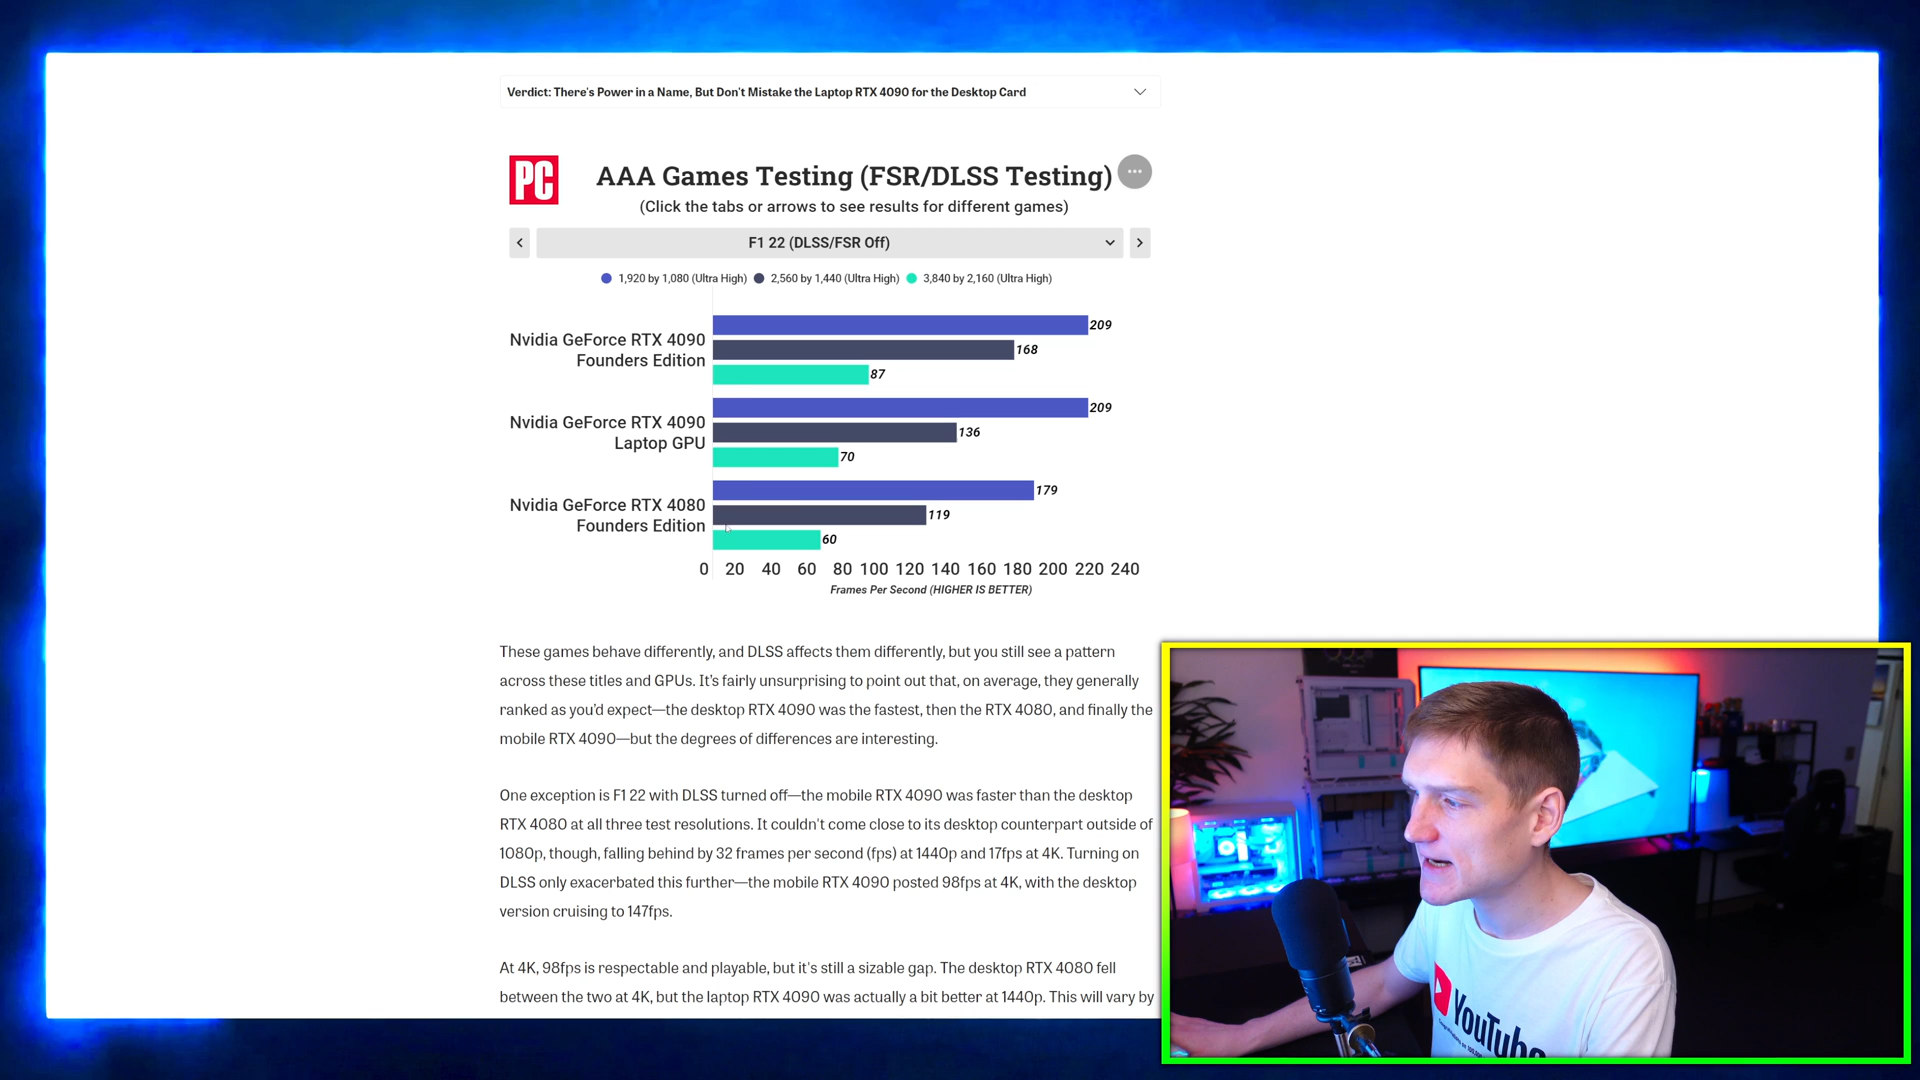 Verdict: There's Power in a Name, But Don't Mistake the Laptop RTX 4090 for the Desktop Card
PC
AAA Games Testing (FSR/DLSS Testing)
(Click the tabs or arrows to see results for different games)
F1 22 (DLSS/FSR Off)
1,920 by 1,080 (Ultra High) 2,560 by 1,440 (Ultra High) 3,840 by 2,160 (Ultra High)
Nvidia GeForce RTX 4090
Founders Edition
209
168
87
Nvidia GeForce RTX 4090
Laptop GPU
209
136
70
Nvidia GeForce RTX 4080
Founders Edition
179
119
60
0 20 40 60 80 100 120 140 160 180 200 220 240
Frames Per Second (HIGHER IS BETTER)
These games behave differently, and DLSS affects them differently, but you still see a pattern
across these titles and GPUs. It's fairly unsurprising to point out that, on average, they generally
ranked as you'd expect—the desktop RTX 4090 was the fastest, then the RTX 4080, and finally the
mobile RTX 4090—but the degrees of differences are interesting.
One exception is F1 22 with DLSS turned off—the mobile RTX 4090 was faster than the desktop
RTX 4080 at all three test resolutions. It couldn't come close to its desktop counterpart outside of
1080p, though, falling behind by 32 frames per second (fps) at 1440p and 17fps at 4K. Turning on
DLSS only exacerbated this further—the mobile RTX 4090 posted 98fps at 4K, with the desktop
version cruising to 147fps.
At 4K, 98fps is respectable and playable, but it's still a sizable gap. The desktop RTX 4080 fell
between the two at 4K, but the laptop RTX 4090 was actually a bit better at 1440p. This will vary by
YouTube